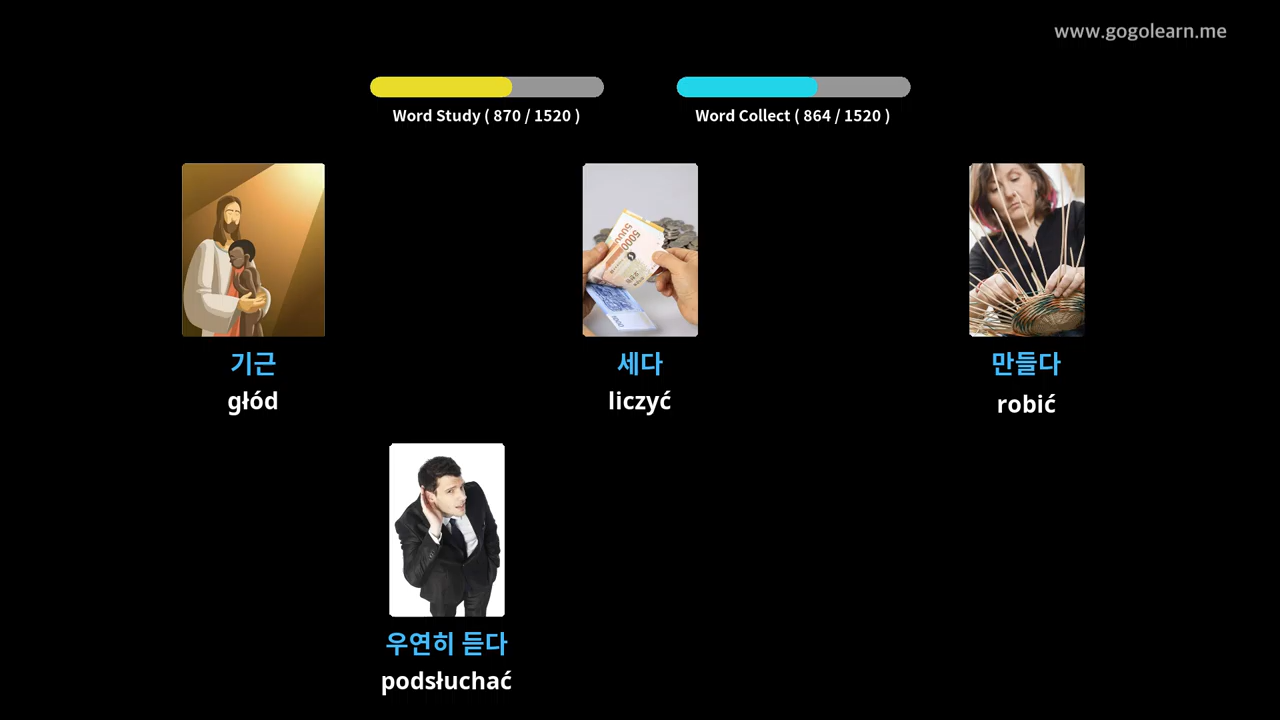 www.gogolearn.me
Word Study ( 870 / 1520 )
Word Collect ( 864 / 1520 )
기근
głód
세다
liczyć
만들다
robić
우연히 듣다
podsłuchać